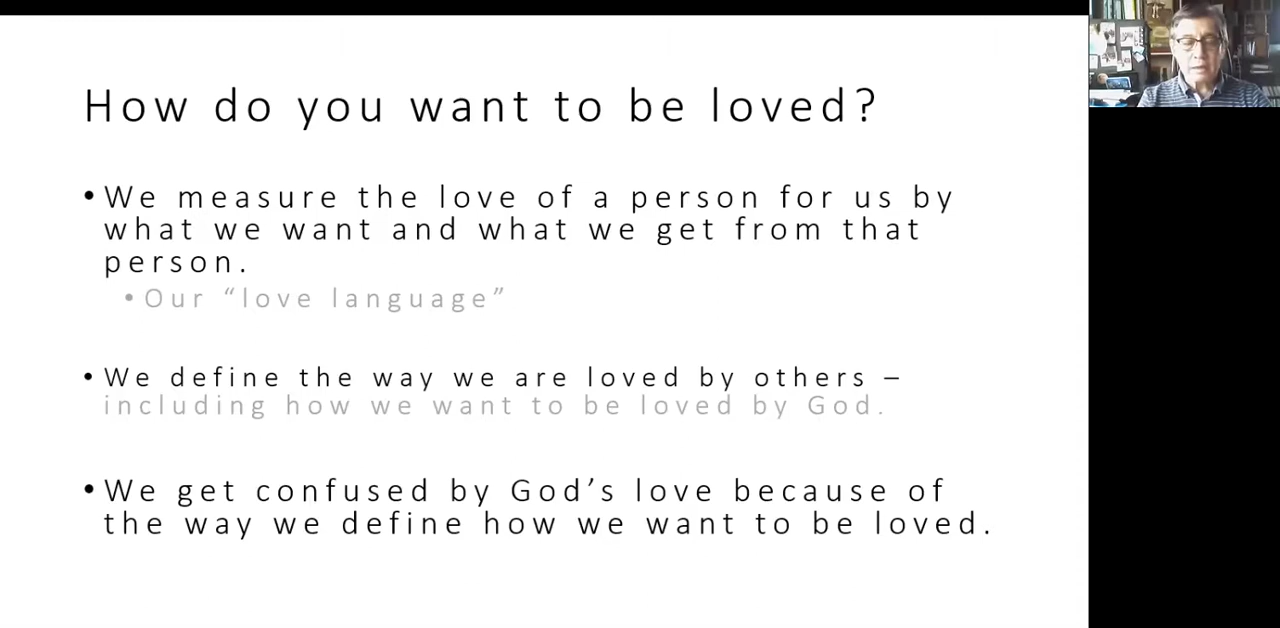 How do you want to be loved?
• We measure the love of a person for us by
what we want and what we get from that
person.
• Our “love language”
• We define the way we are loved by others –
including how we want to be loved by God.
• We get confused by God’s love because of
the way we define how we want to be loved.